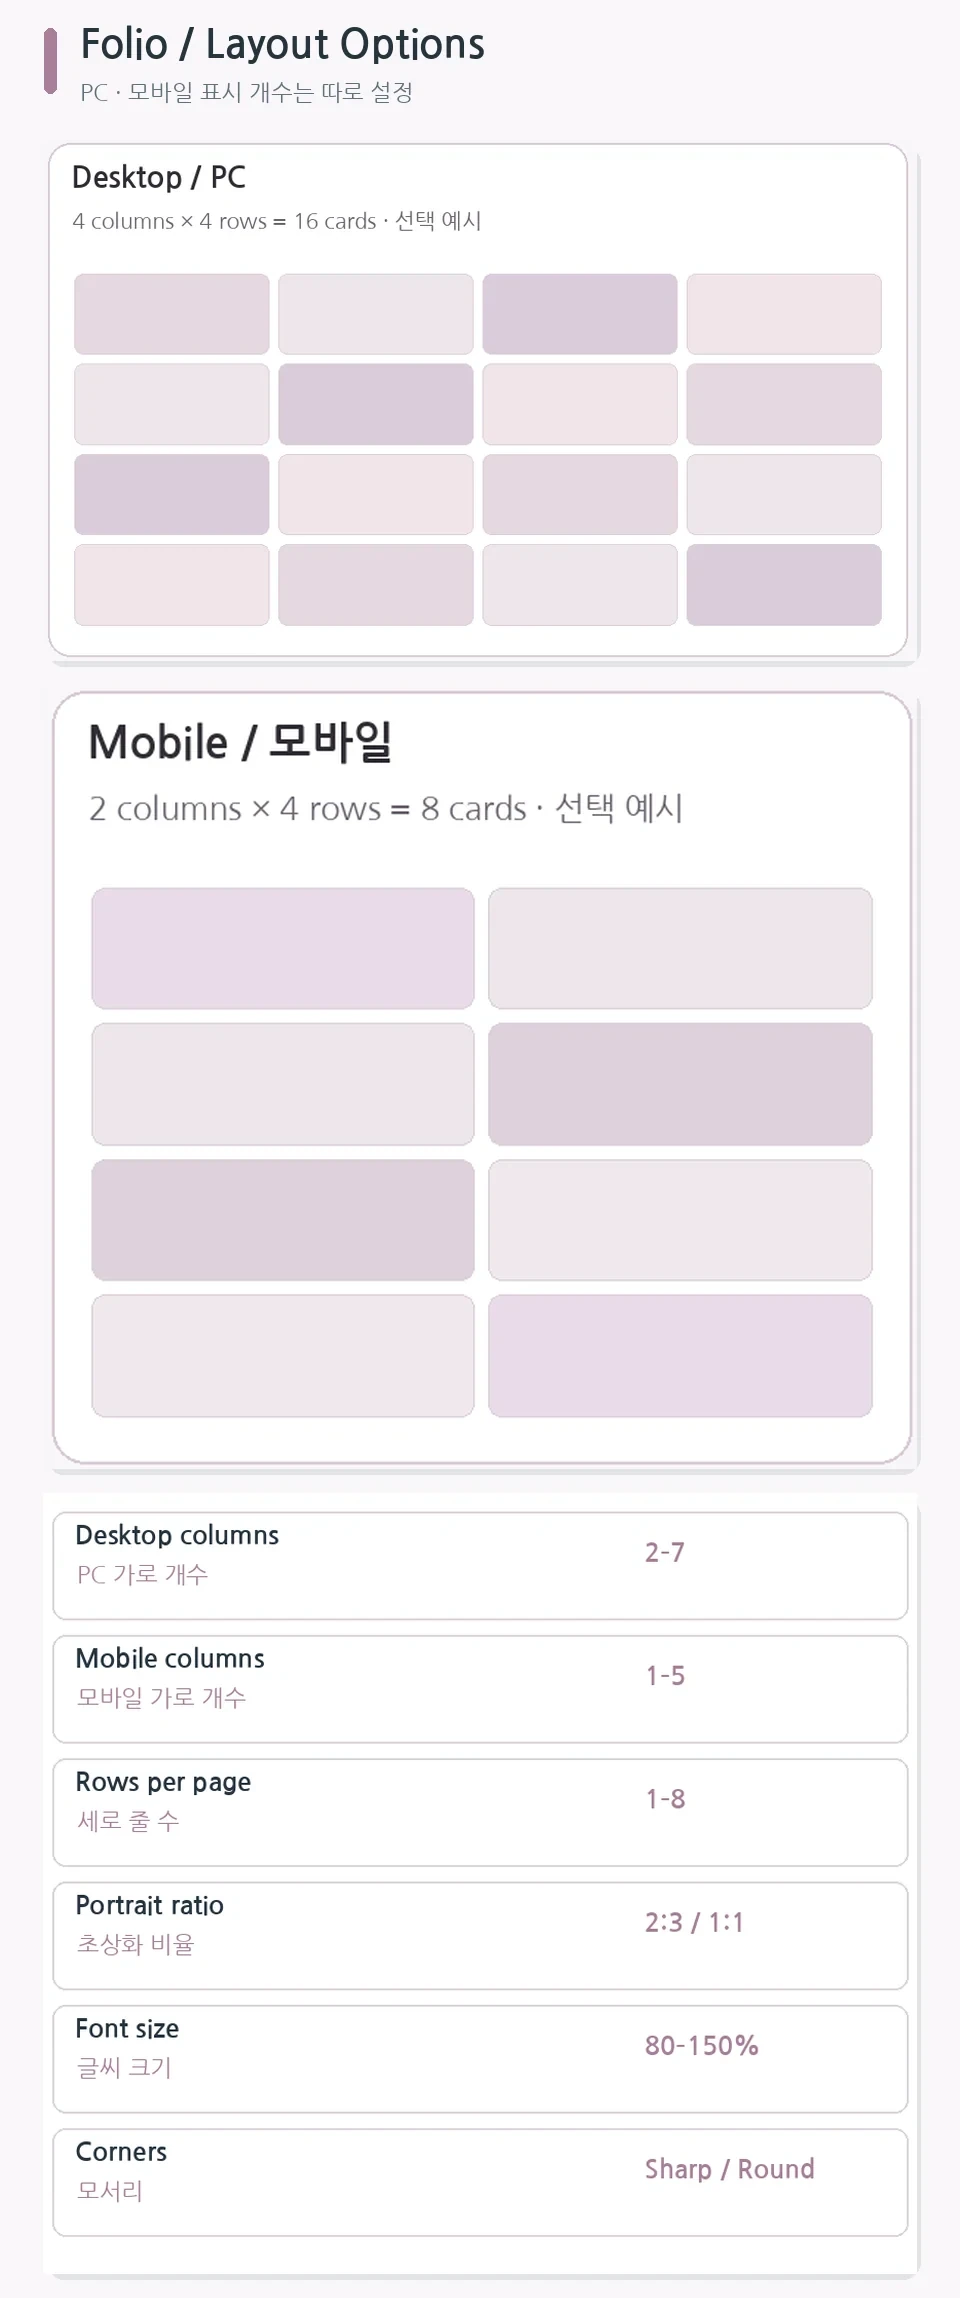 Folio / Layout Options
PC · 모바일 표시 개수는 따로 설정
Desktop / PC
4 columns × 4 rows = 16 cards · 선택 예시
Mobile / 모바일
2 columns × 4 rows = 8 cards · 선택 예시
Desktop columns
2-7
PC 가로 개수
Mobile columns
1-5
모바일 가로 개수
Rows per page
1-8
세로 줄 수
Portrait ratio
2:3 / 1:1
초상화 비율
Font size
80-150%
글씨 크기
Corners
Sharp / Round
모서리